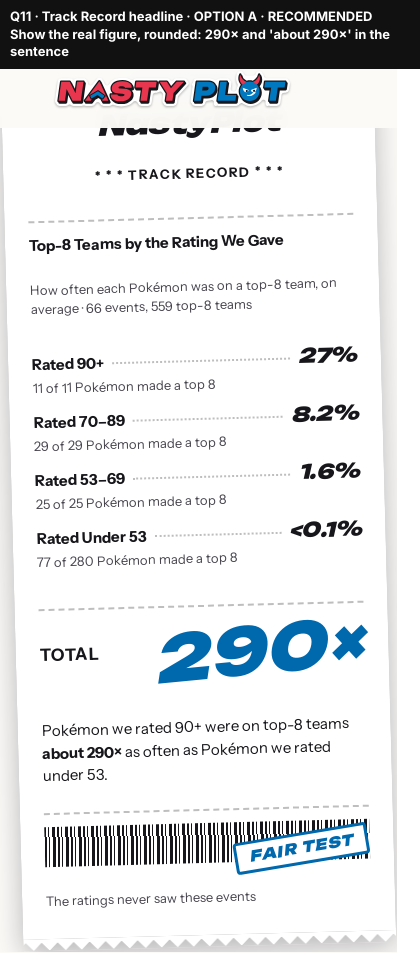 Q11 · Track Record headline · OPTION A · RECOMMENDED
Show the real figure, rounded: 290× and 'about 290×' in the
sentence
NASTY PLOT
NastyPlot
* * * TRACK RECORD * * *
Top-8 Teams by the Rating We Gave
How often each Pokémon was on a top-8 team, on
average · 66 events, 559 top-8 teams
Rated 90+ 27%
11 of 11 Pokémon made a top 8
Rated 70–89 8.2%
29 of 29 Pokémon made a top 8
Rated 53–69 1.6%
25 of 25 Pokémon made a top 8
Rated Under 53 <0.1%
77 of 280 Pokémon made a top 8
TOTAL 290×
Pokémon we rated 90+ were on top-8 teams
about 290× as often as Pokémon we rated
under 53.
FAIR TEST
The ratings never saw these events